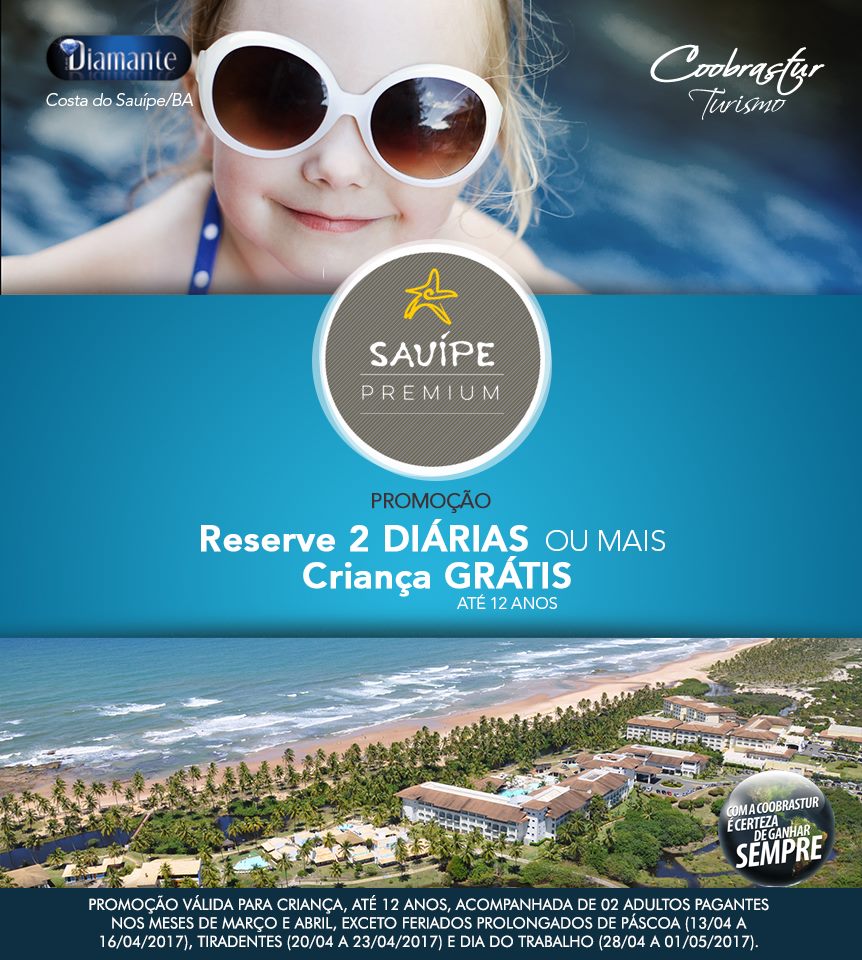 Diamante
Costa do Sauípe/BA
Coobrastur
Turismo
SAUÍPE
PREMIUM
PROMOÇÃO
Reserve 2 DIÁRIAS OU MAIS
Criança GRÁTIS
ATÉ 12 ANOS
COM A COOBRASTUR
É CERTEZA
DE GANHAR
SEMPRE
PROMOÇÃO VÁLIDA PARA CRIANÇA, ATÉ 12 ANOS, ACOMPANHADA DE 02 ADULTOS PAGANTES
NOS MESES DE MARÇO E ABRIL, EXCETO FERIADOS PROLONGADOS DE PÁSCOA (13/04 A
16/04/2017), TIRADENTES (20/04 A 23/04/2017) E DIA DO TRABALHO (28/04 A 01/05/2017).